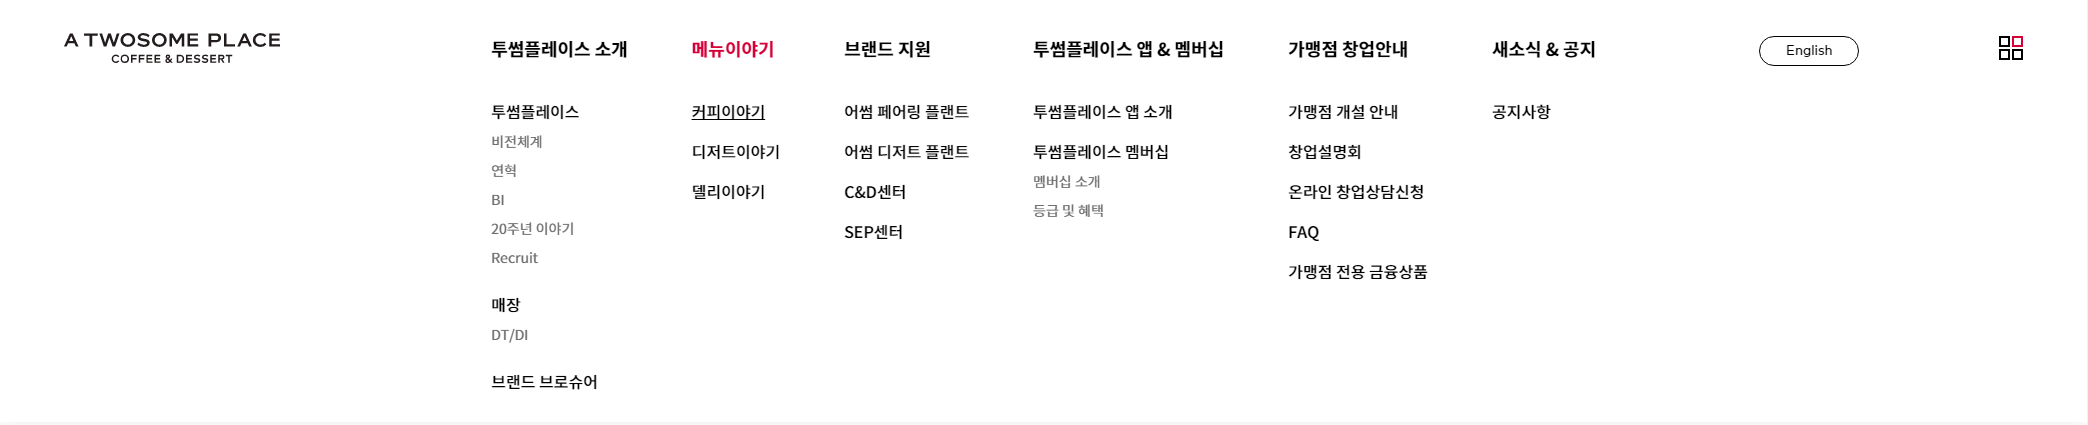 A TWOSOME PLACE
COFFEE & DESSERT
투썸플레이스 소개
투썸플레이스
비전체계
연혁
BI
20주년 이야기
Recruit
매장
DT/DI
브랜드 브로슈어
메뉴이야기
커피이야기
디저트이야기
델리이야기
브랜드 지원
어썸 페어링 플랜트
어썸 디저트 플랜트
C&D센터
SEP센터
투썸플레이스 앱 & 멤버십
투썸플레이스 앱 소개
투썸플레이스 멤버십
멤버십 소개
등급 및 혜택
가맹점 창업안내
가맹점 개설 안내
창업설명회
온라인 창업상담신청
FAQ
가맹점 전용 금융상품
새소식 & 공지
공지사항
English